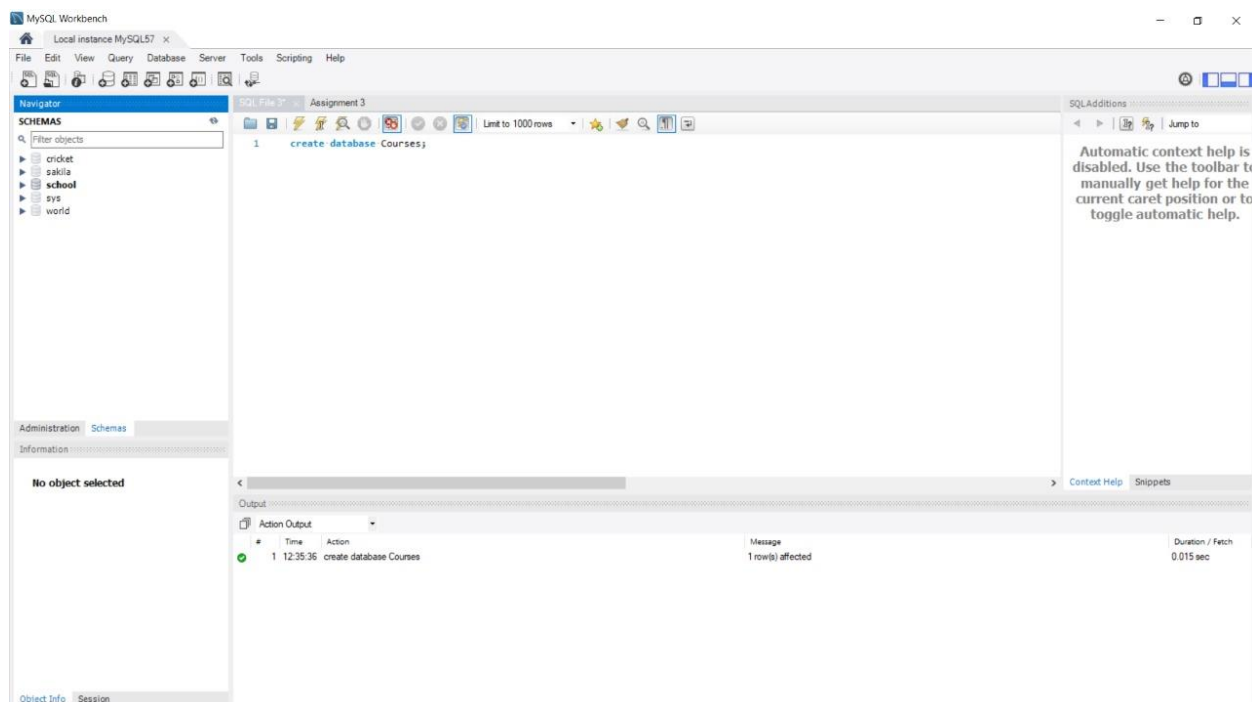 MySQL Workbench
Local instance MySQL57 ×
File Edit View Query Database Server Tools Scripting Help
Navigator
SCHEMAS
Filter objects
cricket
sakila
school
sys
world
Administration Schemas
Information
No object selected
Object Info Session
SQL File 3* × Assignment 3
Limit to 1000 rows
1 create database Courses;
Output
Action Output
# Time Action Message Duration / Fetch
1 12:35:36 create database Courses 1 row(s) affected 0.015 sec
SQLAdditions
Jump to
Automatic context help is
disabled. Use the toolbar to
manually get help for the
current caret position or to
toggle automatic help.
Context Help Snippets